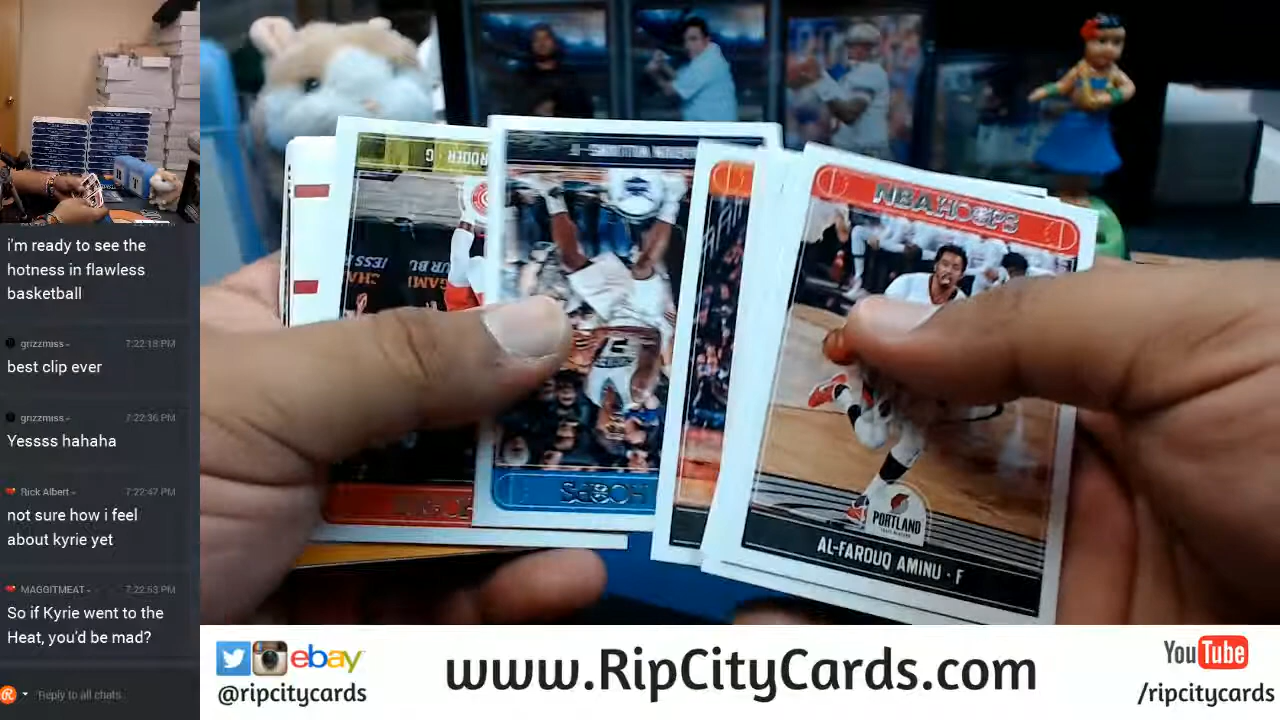 i'm ready to see the
hotness in flawless
basketball
grizzmiss
7:22:18 PM
best clip ever
grizzmiss
7:22:36 PM
Yessss hahaha
Rick Albert
7:22:47 PM
not sure how i feel
about kyrie yet
MAGGITMEAT
7:22:53 PM
So if Kyrie went to the
Heat, you'd be mad?
Reply to all chats
NBA HOOPS
PORTLAND
AL-FAROUQ AMINU · F
HOOPS
ebay
@ripcitycards
www.RipCityCards.com
YouTube
/ripcitycards